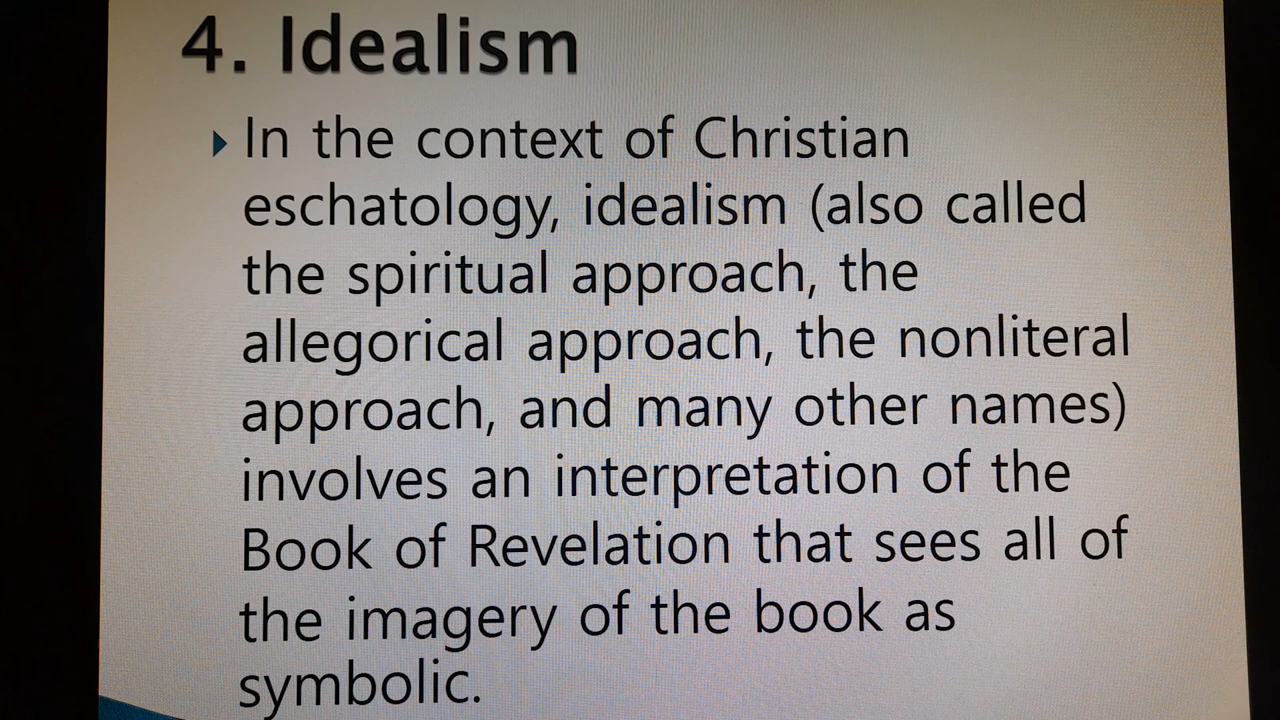 4. Idealism
In the context of Christian
eschatology, idealism (also called
the spiritual approach, the
allegorical approach, the nonliteral
approach, and many other names)
involves an interpretation of the
Book of Revelation that sees all of
the imagery of the book as
symbolic.